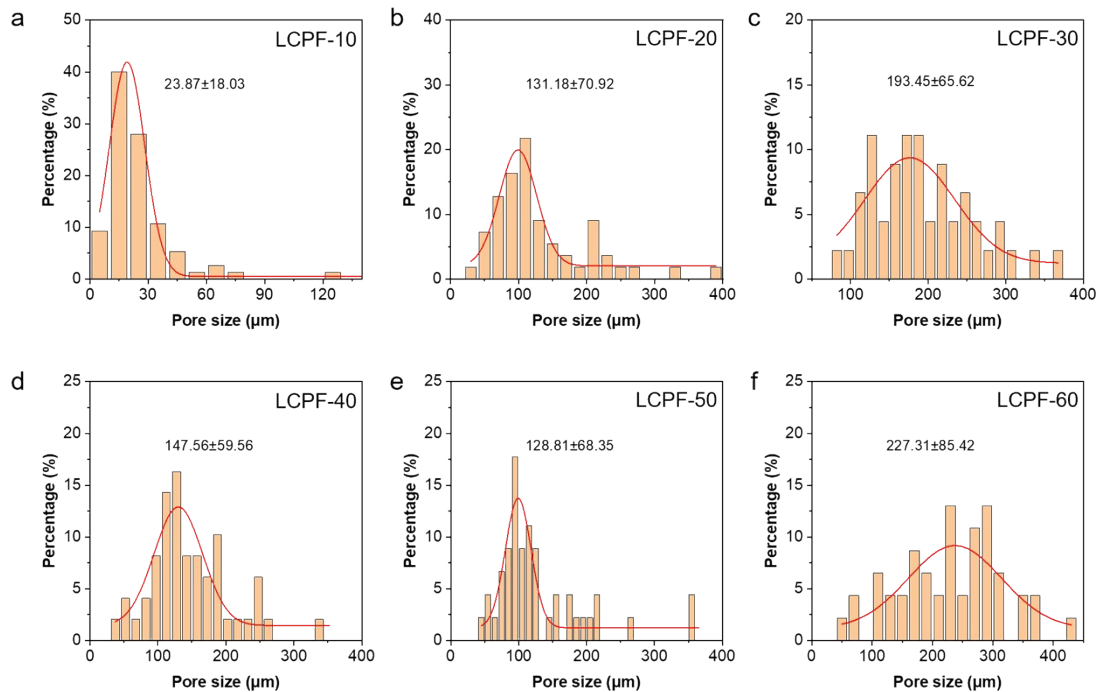 a
LCPF-10
23.87±18.03
50
40
30
20
10
0
Percentage (%)
0 30 60 90 120
Pore size (μm)
b
LCPF-20
131.18±70.92
40
30
20
10
0
Percentage (%)
0 100 200 300 400
Pore size (μm)
c
LCPF-30
193.45±65.62
20
15
10
5
0
Percentage (%)
100 200 300 400
Pore size (μm)
d
LCPF-40
147.56±59.56
25
20
15
10
5
0
Percentage (%)
0 100 200 300 400
Pore size (μm)
e
LCPF-50
128.81±68.35
25
20
15
10
5
0
Percentage (%)
0 100 200 300 400
Pore size (μm)
f
LCPF-60
227.31±85.42
25
20
15
10
5
0
Percentage (%)
0 100 200 300 400
Pore size (μm)